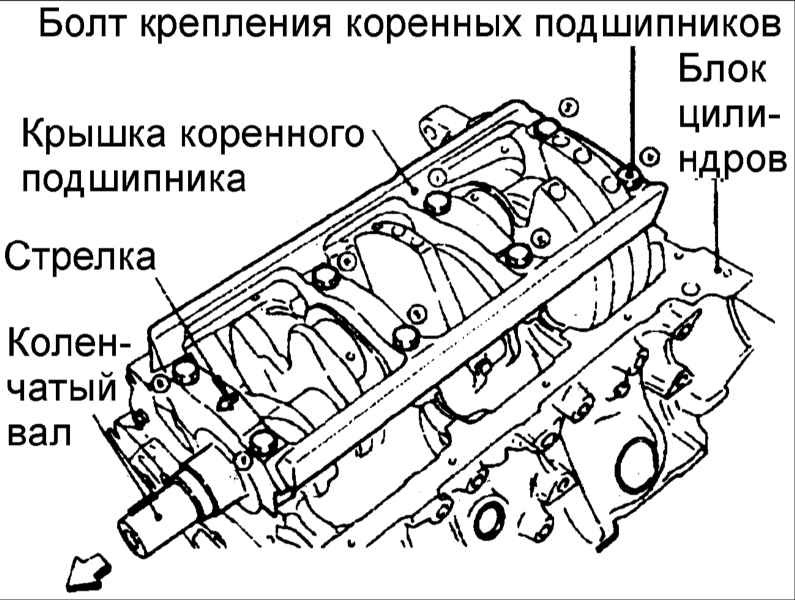 Болт крепления коренных подшипников
Блок
цили-
ндров
Крышка коренного
подшипника
Стрелка
Колен-
чатый
вал